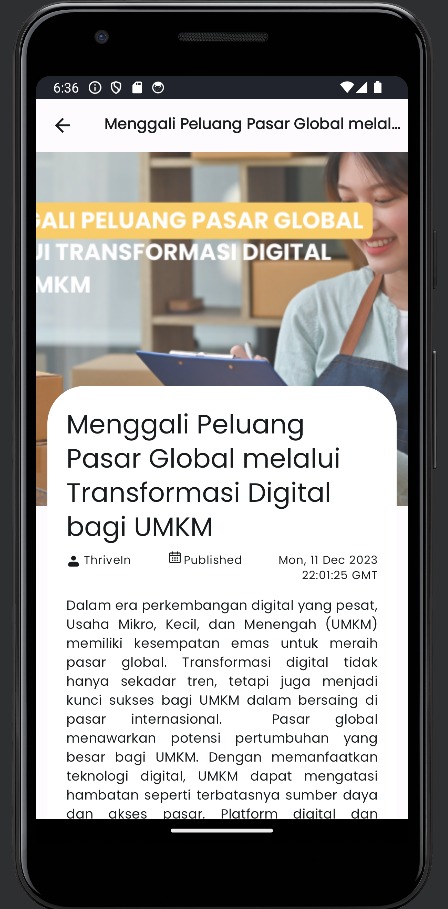 6:36
Menggali Peluang Pasar Global melal...
GALI PELUANG PASAR GLOBAL
UI TRANSFORMASI DIGITAL
MKM
Menggali Peluang
Pasar Global melalui
Transformasi Digital
bagi UMKM
ThriveIn Published Mon, 11 Dec 2023
22:01:25 GMT
Dalam era perkembangan digital yang pesat,
Usaha Mikro, Kecil, dan Menengah (UMKM)
memiliki kesempatan emas untuk meraih
pasar global. Transformasi digital tidak
hanya sekadar tren, tetapi juga menjadi
kunci sukses bagi UMKM dalam bersaing di
pasar internasional. Pasar global
menawarkan potensi pertumbuhan yang
besar bagi UMKM. Dengan memanfaatkan
teknologi digital, UMKM dapat mengatasi
hambatan seperti terbatasnya sumber daya
dan akses pasar. Platform digital dan